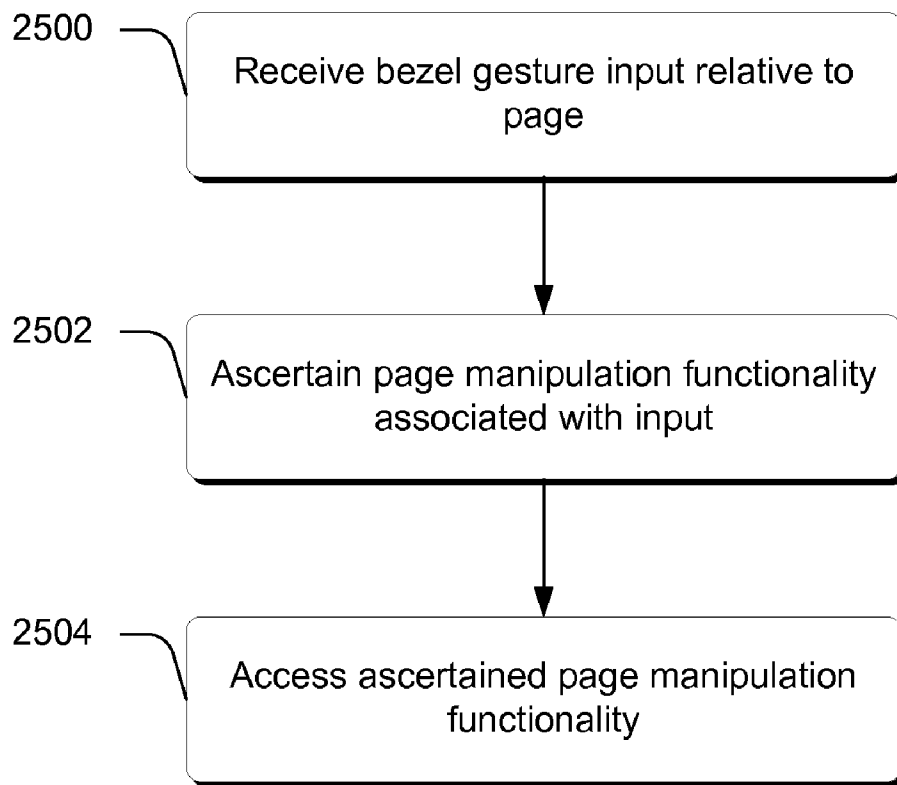 2500
Receive bezel gesture input relative to
page
2502
Ascertain page manipulation functionality
associated with input
2504
Access ascertained page manipulation
functionality